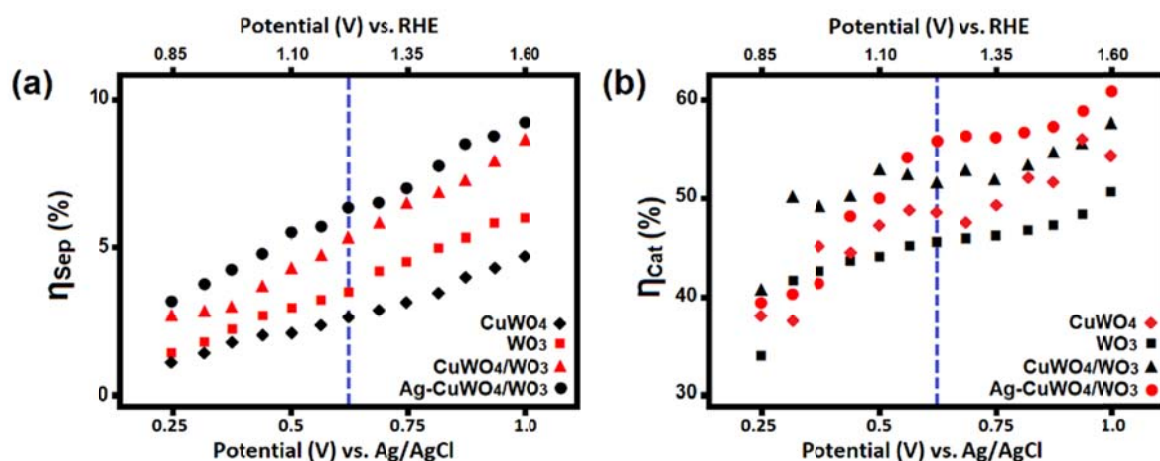 Potential (V) vs. RHE
0.85 1.10 1.35 1.60
(a)
10
5
0
ηSep (%)
CuWO4
WO3
CuWO4/WO3
Ag-CuWO4/WO3
0.25 0.50 0.75 1.0
Potential (V) vs. Ag/AgCl
Potential (V) vs. RHE
0.85 1.10 1.35 1.60
(b)
60
50
40
30
ηCat (%)
CuWO4
WO3
CuWO4/WO3
Ag-CuWO4/WO3
0.25 0.50 0.75 1.0
Potential (V) vs. Ag/AgCl